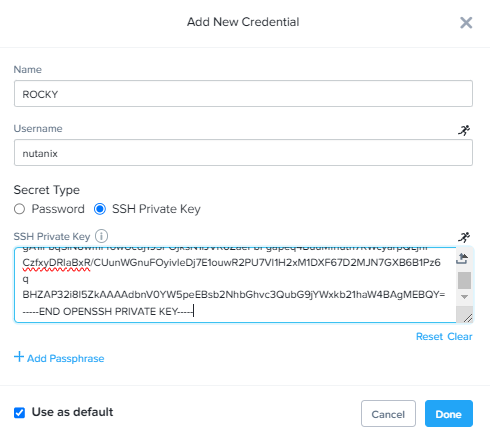 Add New Credential
Name
ROCKY
Username
nutanix
Secret Type
Password
SSH Private Key
SSH Private Key
CzfxyDRlaBxR/CUunWGnuFOyivleDj7E1ouwR2PU7Vl1H2xM1DXF67D2MJN7GXB6B1Pz6
q
BHZAP32i8l5ZkAAAAdbnV0YW5peEBsb2NhbGhvc3QubG9jYWxkb21haW4BAgMEBQY=
-----END OPENSSH PRIVATE KEY-----
Reset Clear
+ Add Passphrase
Use as default
Cancel
Done